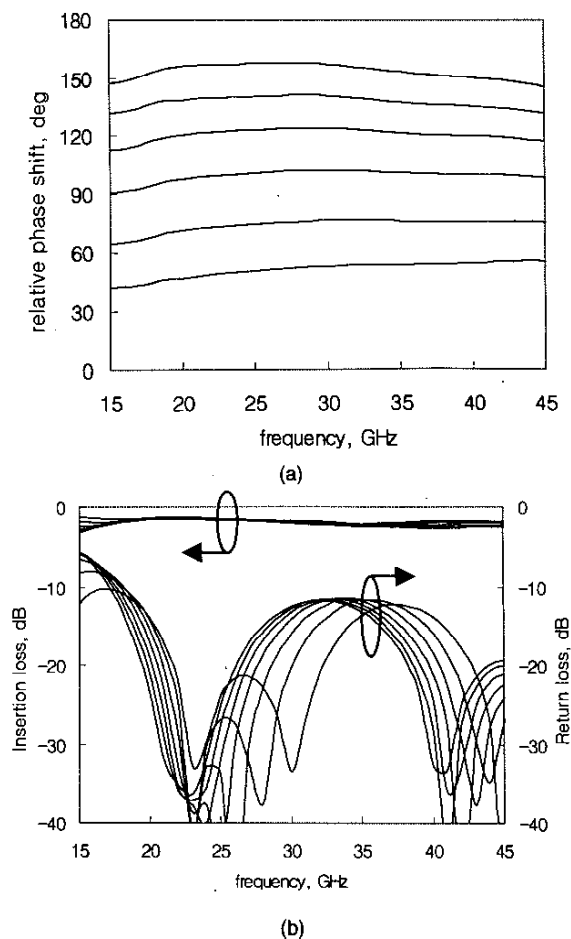 180
150
120
90
60
30
0
relative phase shift, deg
15 20 25 30 35 40 45
frequency, GHz
(a)
0
−10
−20
−30
−40
Insertion loss, dB
0
−10
−20
−30
−40
Return loss, dB
15 20 25 30 35 40 45
frequency, GHz
(b)